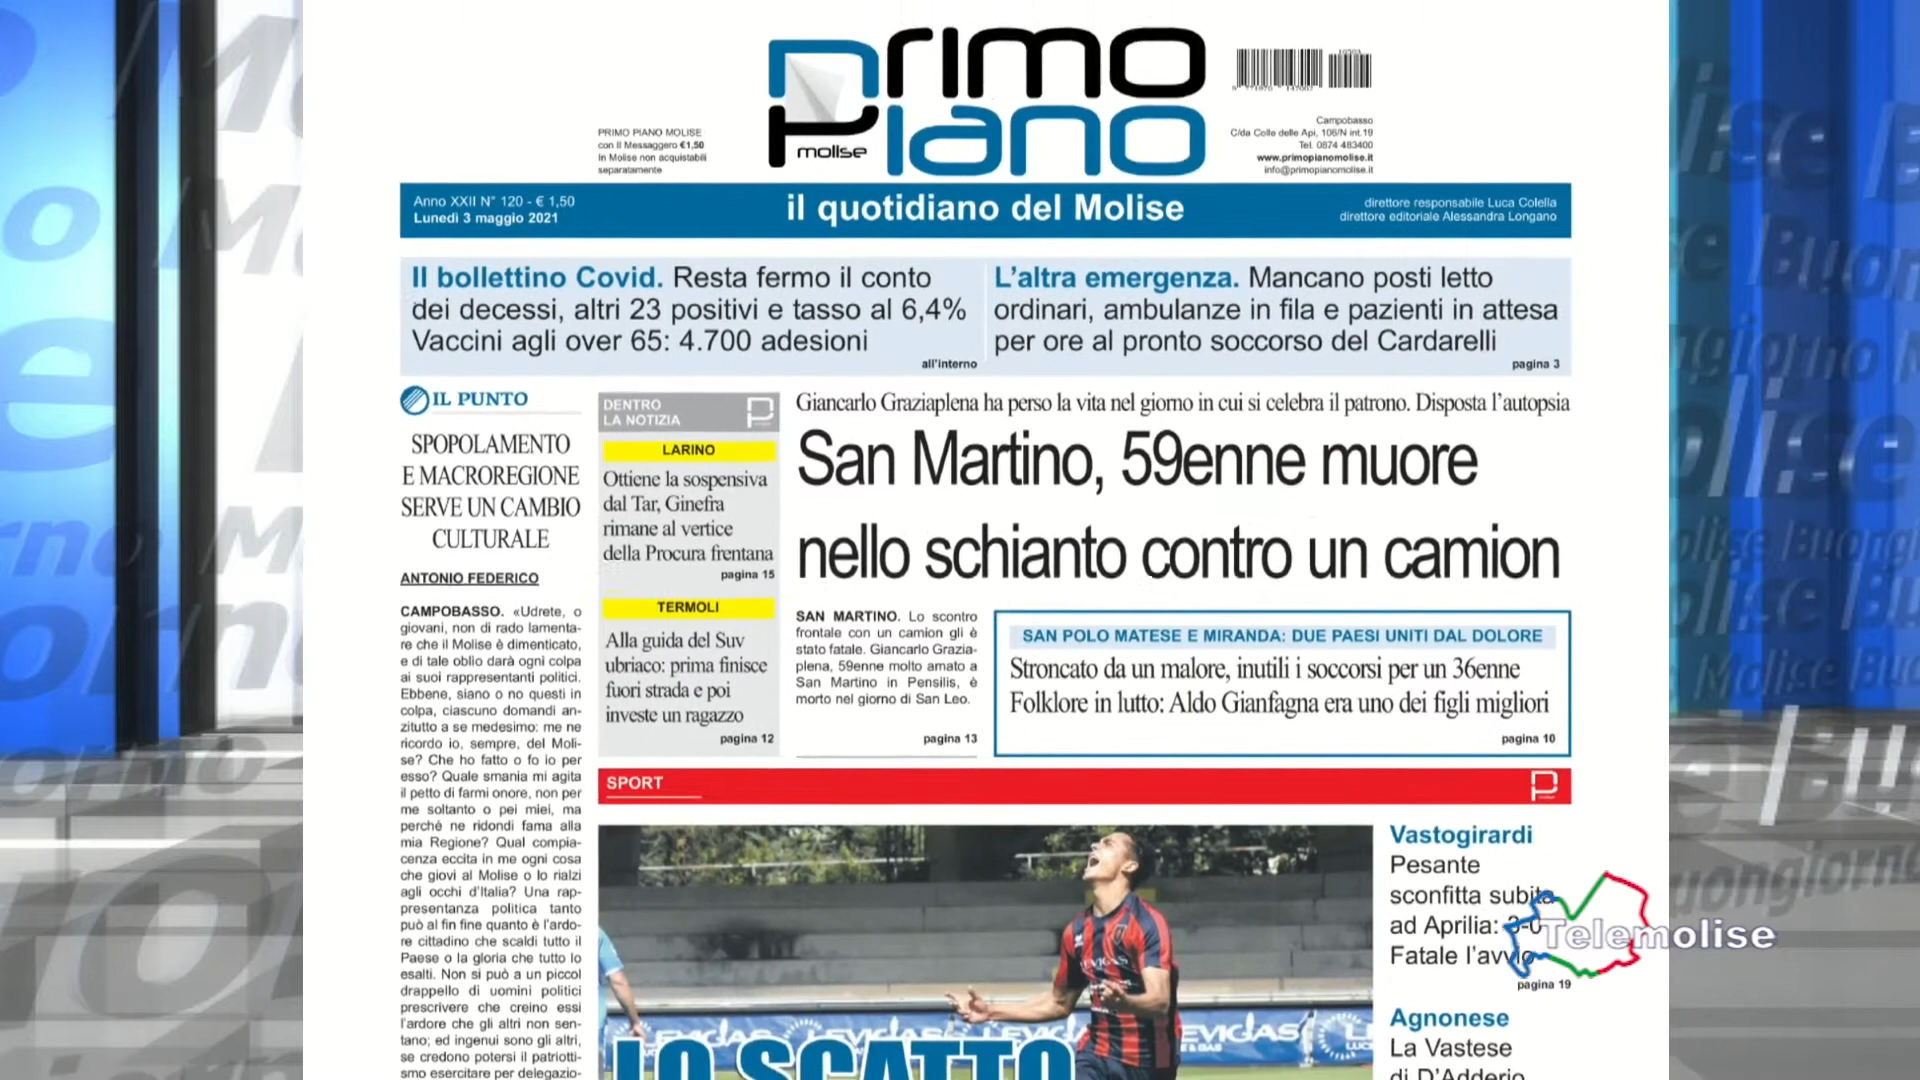 PRIMO
PIANO
molise
PRIMO PIANO MOLISE
con Il Messaggero €1,50
In Molise non acquistabili
separatamente
Campobasso
C/da Colle delle Api, 106/N int.19
Tel. 0874 483400
www.primopianomolise.it
info@primopianomolise.it
Anno XXII N° 120 - € 1,50
Lunedì 3 maggio 2021
il quotidiano del Molise
direttore responsabile Luca Colella
direttore editoriale Alessandra Longano
Il bollettino Covid. Resta fermo il conto
dei decessi, altri 23 positivi e tasso al 6,4%
Vaccini agli over 65: 4.700 adesioni
all'interno
L'altra emergenza. Mancano posti letto
ordinari, ambulanze in fila e pazienti in attesa
per ore al pronto soccorso del Cardarelli
pagina 3
IL PUNTO
SPOPOLAMENTO
E MACROREGIONE
SERVE UN CAMBIO
CULTURALE
ANTONIO FEDERICO
CAMPOBASSO. «Udrete, o
giovani, non di rado lamenta-
re che il Molise è dimenticato,
e di tale oblio darà ogni colpa
ai suoi rappresentanti politici.
Ebbene, siano o no questi in
colpa, ciascuno domandi an-
zitutto a se medesimo: me ne
ricordo io, sempre, del Moli-
se? Che ho fatto o fo io per
esso? Quale smania mi agita
il petto di farmi onore, non per
me soltanto o pei miei, ma
perché ne ridondi fama alla
mia Regione? Qual compia-
cenza eccita in me ogni cosa
che giovi al Molise o lo rialzi
agli occhi d'Italia? Una rap-
presentanza politica tanto
può al fin fine quanto è l'ardo-
re cittadino che scaldi tutto il
Paese o la gloria che tutto lo
esalti. Non si può a un piccol
drappello di uomini politici
prescrivere che creino essi
l'ardore che gli altri non sen-
tano; ed ingenui sono gli altri,
se credono potersi il patriotti-
smo esercitare per delegazio-
DENTRO
LA NOTIZIA
LARINO
Ottiene la sospensiva
dal Tar, Ginefra
rimane al vertice
della Procura frentana
pagina 15
TERMOLI
Alla guida del Suv
ubriaco: prima finisce
fuori strada e poi
investe un ragazzo
pagina 12
Giancarlo Graziaplena ha perso la vita nel giorno in cui si celebra il patrono. Disposta l'autopsia
San Martino, 59enne muore
nello schianto contro un camion
SAN MARTINO. Lo scontro
frontale con un camion gli è
stato fatale. Giancarlo Grazia-
plena, 59enne molto amato a
San Martino in Pensilis, è
morto nel giorno di San Leo.
pagina 13
SAN POLO MATESE E MIRANDA: DUE PAESI UNITI DAL DOLORE
Stroncato da un malore, inutili i soccorsi per un 36enne
Folklore in lutto: Aldo Gianfagna era uno dei figli migliori
pagina 10
SPORT
LO SCATTO
Vastogirardi
Pesante
sconfitta subita
ad Aprilia: 3-0
Fatale l'avvio
pagina 19
Agnonese
La Vastese
di D'Adderio
Telemolise